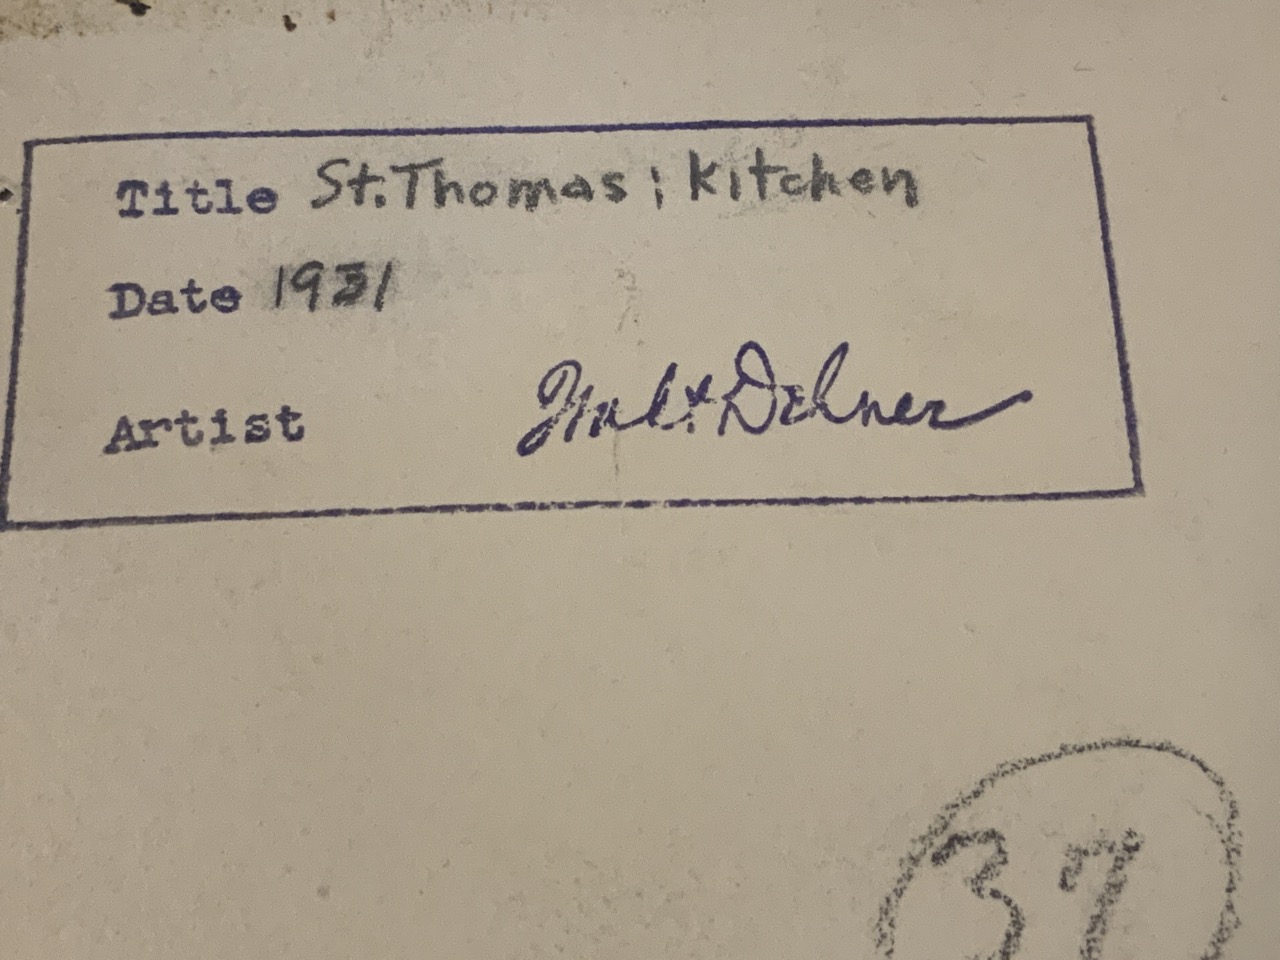 Title St. Thomas; Kitchen
Date 1931
Artist Walt Dehner
37